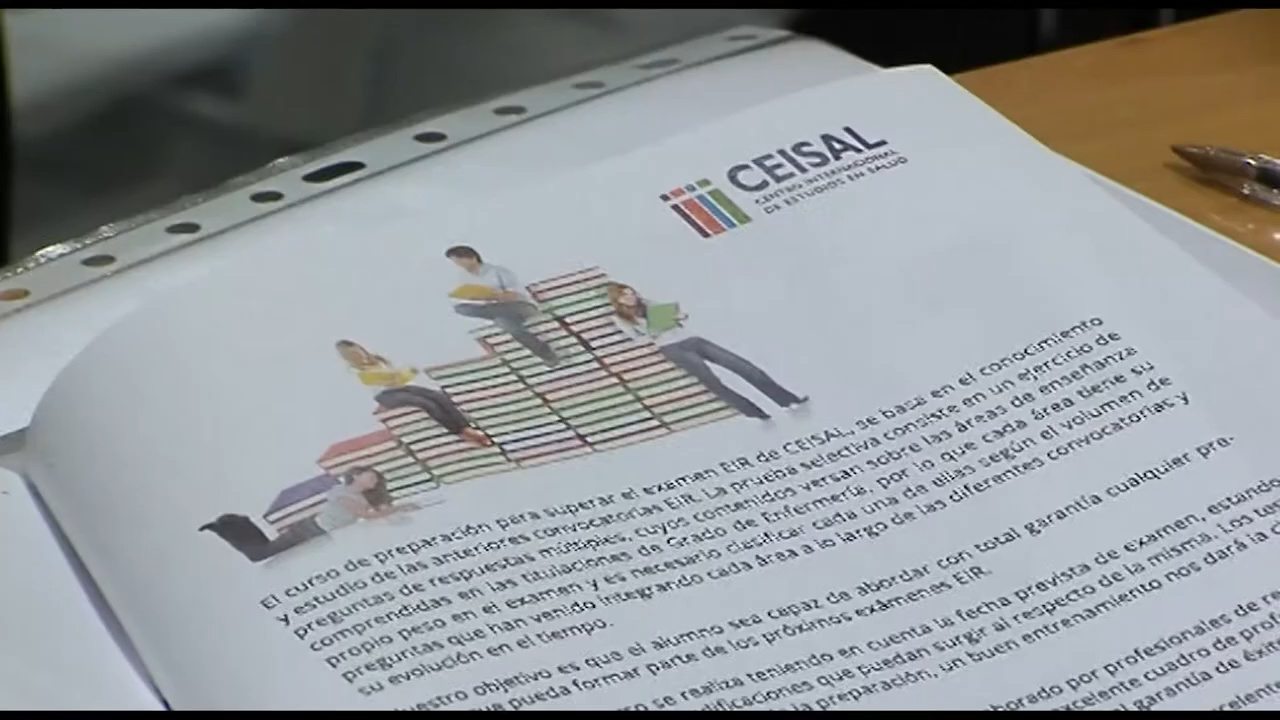 CEISAL
CENTRO INTERNACIONAL
DE ESTUDIOS EN SALUD
El curso de preparación para superar el examen EIR de CEISAL, se basa en el conocimiento
y estudio de las anteriores convocatorias EIR. La prueba selectiva consiste en un ejercicio de
preguntas de respuestas múltiples, cuyos contenidos versan sobre las áreas de enseñanza
comprendidas en las titulaciones de Grado de Enfermería, por lo que cada área tiene su
propio peso en el examen y es necesario clasificar cada una de ellas según el volumen de
preguntas que han venido integrando cada área a lo largo de las diferentes convocatorias y
su evolución en el tiempo.
estro objetivo es que el alumno sea capaz de abordar con total garantía cualquier pre-
que pueda formar parte de los próximos exámenes EIR.
se realiza teniendo en cuenta la fecha prevista de examen, estando
dificaciones que puedan surgir al respecto de la misma. Los tes
la preparación, un buen entrenamiento nos dará la
aborado por profesionales de
excelente cuadro de
al garantía de